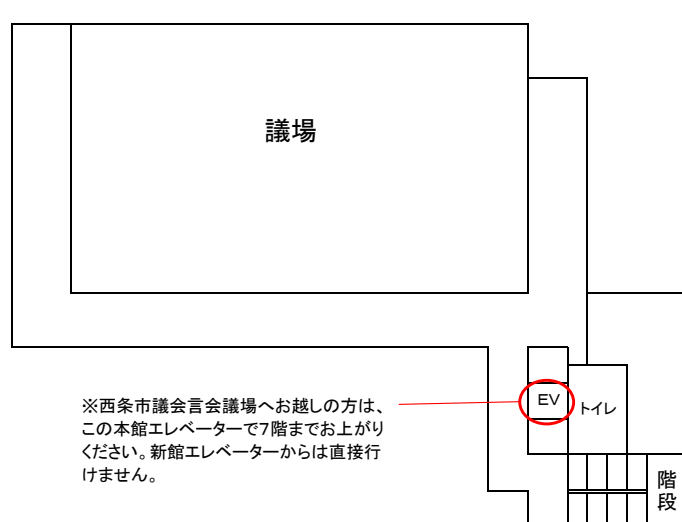 議場
※西条市議会言会議場へお越しの方は、
この本館エレベーターで7階までお上がり
ください。新館エレベーターからは直接行
けません。
EV
トイレ
階
段